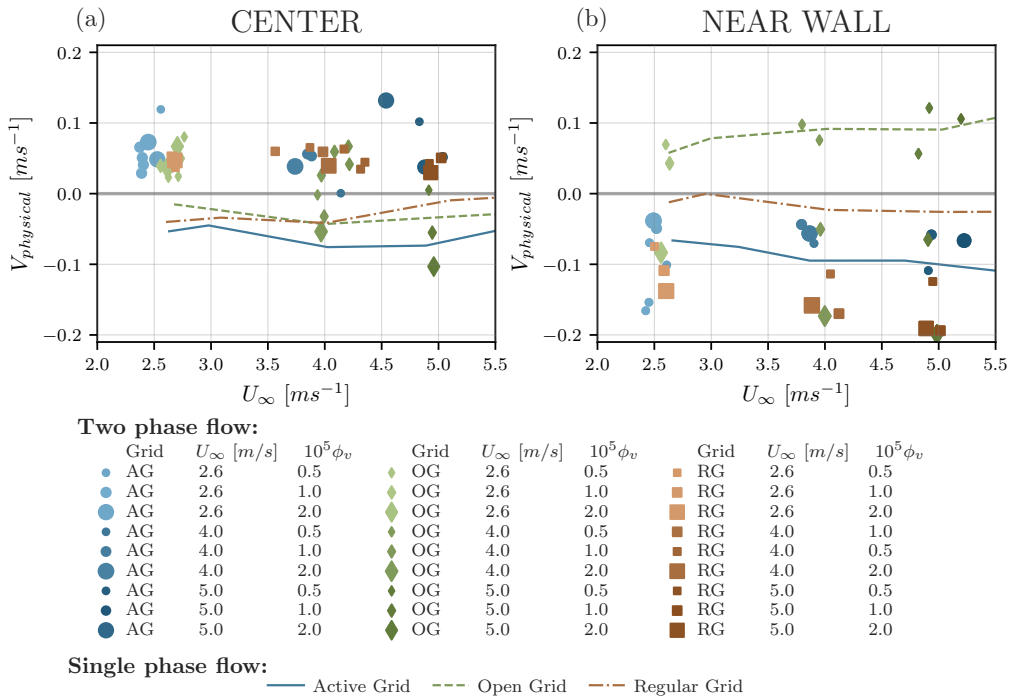 (a) CENTER (b) NEAR WALL
0.2 0.2
0.1 0.1
0.0 0.0
−0.1 −0.1
−0.2 −0.2
V_physical [ms⁻¹] V_physical [ms⁻¹]
2.0 2.5 3.0 3.5 4.0 4.5 5.0 5.5 2.0 2.5 3.0 3.5 4.0 4.5 5.0 5.5
U_∞ [ms⁻¹] U_∞ [ms⁻¹]
Two phase flow:
Grid U_∞ [m/s] 10⁵ϕ_v Grid U_∞ [m/s] 10⁵ϕ_v Grid U_∞ [m/s] 10⁵ϕ_v
AG 2.6 0.5 OG 2.6 0.5 RG 2.6 0.5
AG 2.6 1.0 OG 2.6 1.0 RG 2.6 1.0
AG 2.6 2.0 OG 2.6 2.0 RG 2.6 2.0
AG 4.0 0.5 OG 4.0 0.5 RG 4.0 1.0
AG 4.0 1.0 OG 4.0 1.0 RG 4.0 0.5
AG 4.0 2.0 OG 4.0 2.0 RG 4.0 2.0
AG 5.0 0.5 OG 5.0 0.5 RG 5.0 0.5
AG 5.0 1.0 OG 5.0 1.0 RG 5.0 1.0
AG 5.0 2.0 OG 5.0 2.0 RG 5.0 2.0
Single phase flow:
Active Grid Open Grid Regular Grid